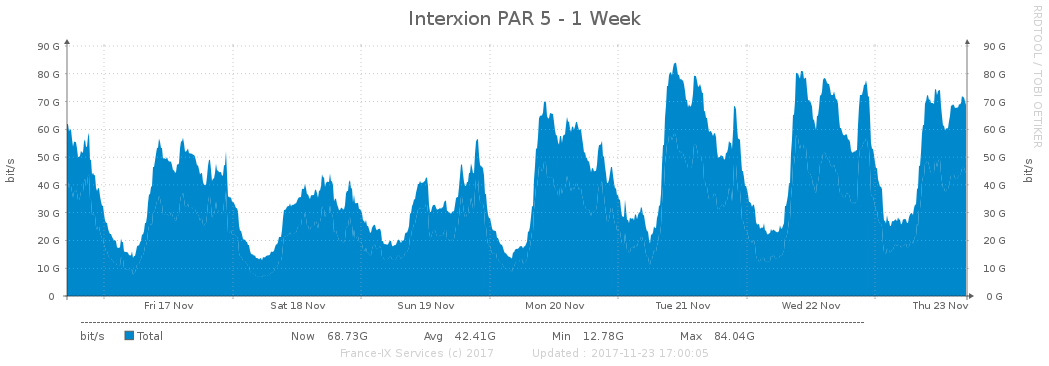 Interxion PAR 5 - 1 Week
RRDTOOL / TOBI OETIKER
bit/s
bit/s
90 G 90 G
80 G 80 G
70 G 70 G
60 G 60 G
50 G 50 G
40 G 40 G
30 G 30 G
20 G 20 G
10 G 10 G
0 0 G
Fri 17 Nov Sat 18 Nov Sun 19 Nov Mon 20 Nov Tue 21 Nov Wed 22 Nov Thu 23 Nov
bit/s Total Now 68.73G Avg 42.41G Min 12.78G Max 84.04G
France-IX Services (c) 2017 Updated : 2017-11-23 17:00:05